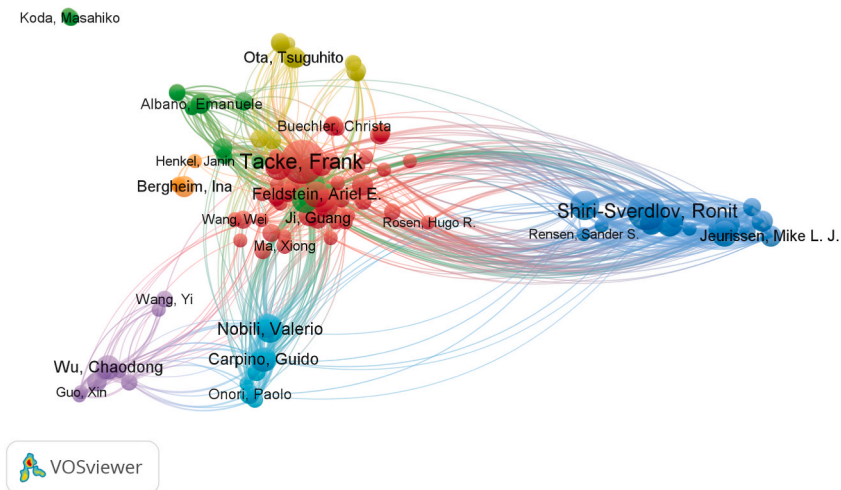 Koda, Masahiko
Ota, Tsuguhito
Albano, Emanuele
Buechler, Christa
Henkel, Janin
Tacke, Frank
Bergheim, Ina
Feldstein, Ariel E.
Wang, Wei
Ji, Guang
Rosen, Hugo R.
Shiri-Sverdlov, Ronit
Rensen, Sander S.
Jeurissen, Mike L. J.
Ma, Xiong
Wang, Yi
Nobili, Valerio
Wu, Chaodong
Carpino, Guido
Guo, Xin
Onori, Paolo
VOSviewer